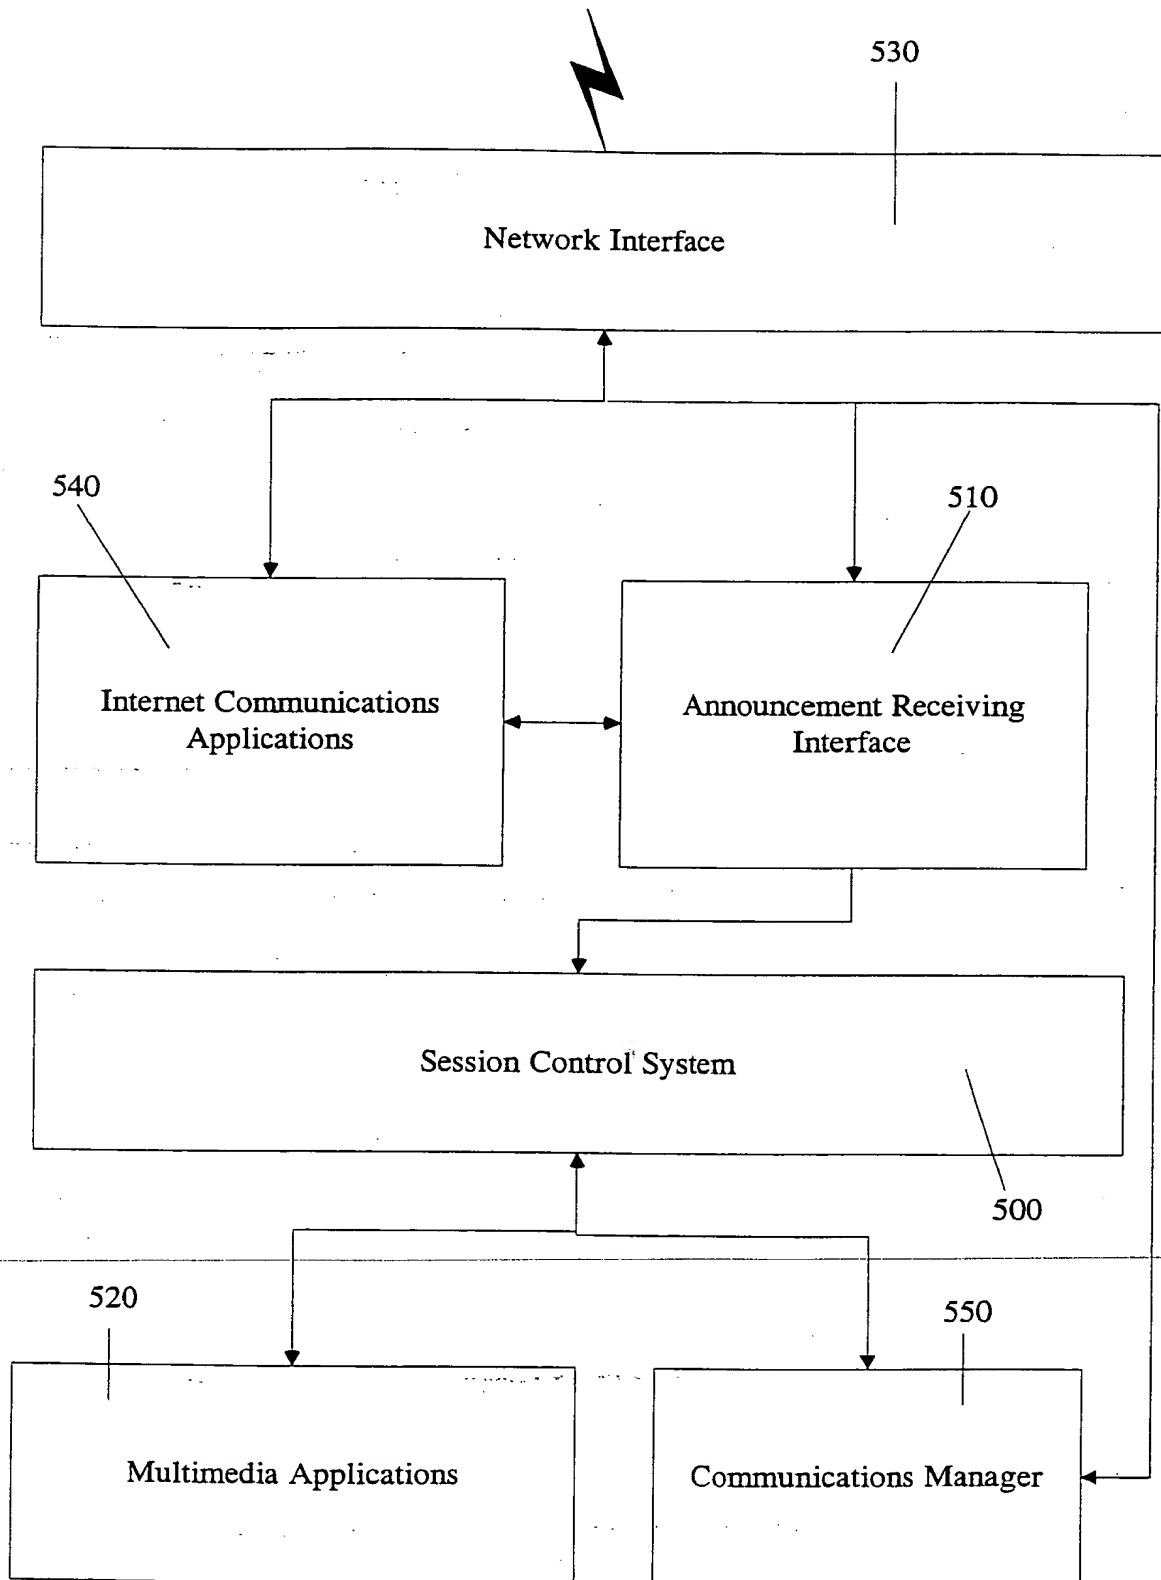 530
Network Interface
540
510
Internet Communications
Applications
Announcement Receiving
Interface
Session Control System
500
520
550
Multimedia Applications
Communications Manager